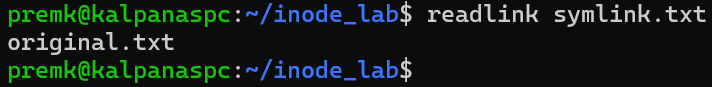 premk@kalpanaspc:~/inode_lab$ readlink symlink.txt
original.txt
premk@kalpanaspc:~/inode_lab$